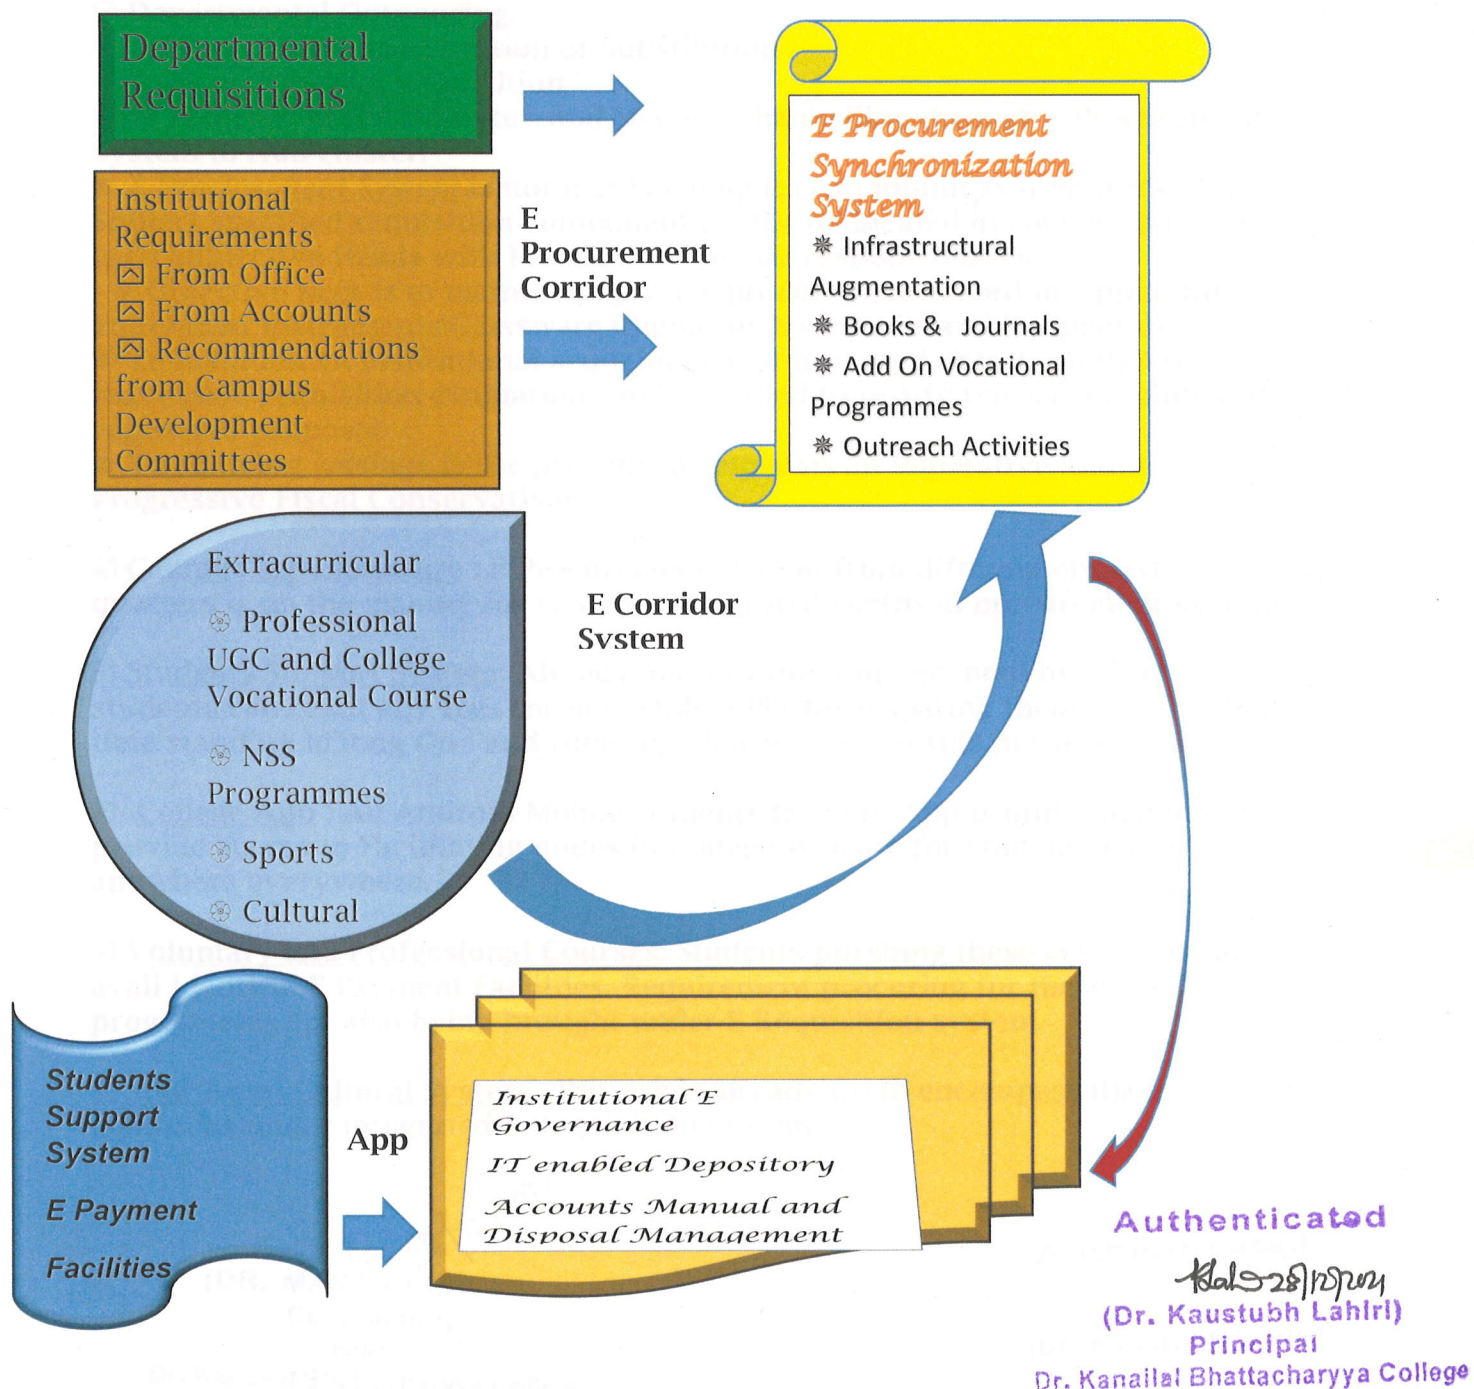 Departmental
Requisitions
Institutional
Requirements
From Office
From Accounts
Recommendations
from Campus
Development
Committees
E
Procurement
Corridor
E Procurement
Synchronization
System
Infrastructural
Augmentation
Books & Journals
Add On Vocational
Programmes
Outreach Activities
Extracurricular
Professional
UGC and College
Vocational Course
NSS
Programmes
Sports
Cultural
E Corridor
System
Students
Support
System
E Payment
Facilities
App
Institutional E
Governance
IT enabled Depository
Accounts Manual and
Disposal Management
Authenticated
28/12/2021
(Dr. Kaustubh Lahiri)
Principal
Dr. Kanailal Bhattacharyya College